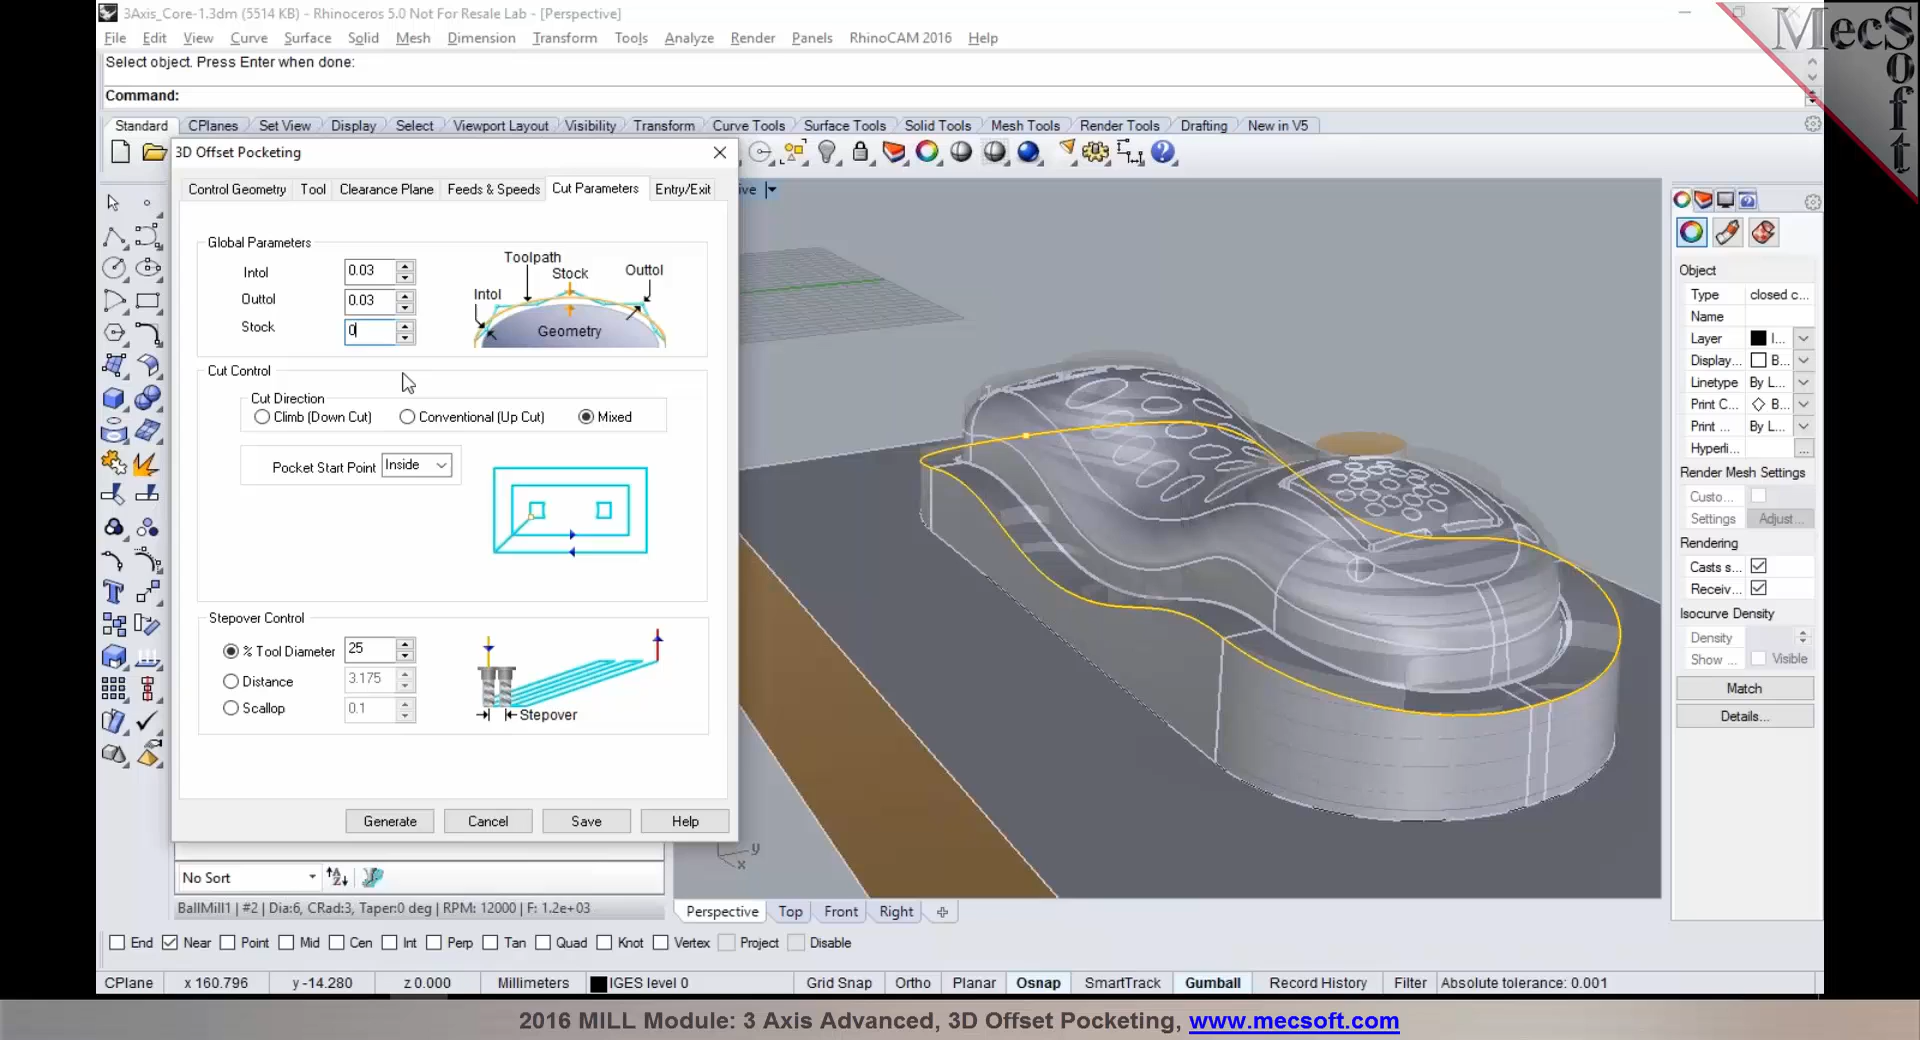 3Axis_Core-1.3dm (5514 KB) - Rhinoceros 5.0 Not For Resale Lab - [Perspective]
File Edit View Curve Surface Solid Mesh Dimension Transform Tools Analyze Render Panels RhinoCAM 2016 Help
MecSoft
Select object. Press Enter when done:
Command:
Standard CPlanes Set View Display Select Viewport Layout Visibility Transform Curve Tools Surface Tools Solid Tools Mesh Tools Render Tools Drafting New in V5
3D Offset Pocketing
Control Geometry Tool Clearance Plane Feeds & Speeds Cut Parameters Entry/Exit
ive
Global Parameters
Intol 0.03
Outtol 0.03
Stock 0
Toolpath
Stock
Outtol
Intol
Geometry
Cut Control
Cut Direction
Climb (Down Cut) Conventional (Up Cut) Mixed
Pocket Start Point Inside
Stepover Control
% Tool Diameter 25
Distance 3.175
Scallop 0.1
Stepover
Generate Cancel Save Help
No Sort
BallMill1 | #2 | Dia:6, CRad:3, Taper:0 deg | RPM: 12000 | F: 1.2e+03
y
x
Perspective Top Front Right
Object
Type closed c...
Name
Layer I...
Display... B...
Linetype By L...
Print C... B...
Print ... By L...
Hyperli... ...
Render Mesh Settings
Custo...
Settings Adjust...
Rendering
Casts s...
Receiv...
Isocurve Density
Density
Show ... Visible
Match
Details...
End Near Point Mid Cen Int Perp Tan Quad Knot Vertex Project Disable
CPlane x 160.796 y -14.280 z 0.000 Millimeters IGES level 0 Grid Snap Ortho Planar Osnap SmartTrack Gumball Record History Filter Absolute tolerance: 0.001
2016 MILL Module: 3 Axis Advanced, 3D Offset Pocketing, www.mecsoft.com